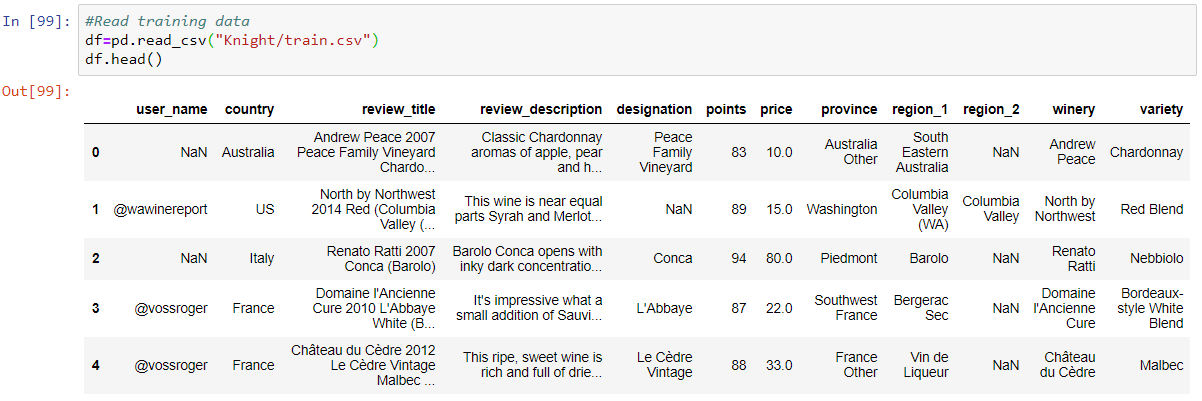 In [99]: #Read training data
df=pd.read_csv("Knight/train.csv")
df.head()
Out[99]:
user_name country review_title review_description designation points price province region_1 region_2 winery variety
0 NaN Australia Andrew Peace 2007 Peace Family Vineyard Chardo... Classic Chardonnay aromas of apple, pear and h... Peace Family Vineyard 83 10.0 Australia Other South Eastern Australia NaN Andrew Peace Chardonnay
1 @wawinereport US North by Northwest 2014 Red (Columbia Valley (... This wine is near equal parts Syrah and Merlot... NaN 89 15.0 Washington Columbia Valley (WA) Columbia Valley North by Northwest Red Blend
2 NaN Italy Renato Ratti 2007 Conca (Barolo) Barolo Conca opens with inky dark concentratio... Conca 94 80.0 Piedmont Barolo NaN Renato Ratti Nebbiolo
3 @vossroger France Domaine l'Ancienne Cure 2010 L'Abbaye White (B... It's impressive what a small addition of Sauvi... L'Abbaye 87 22.0 Southwest France Bergerac Sec NaN Domaine l'Ancienne Cure Bordeaux-style White Blend
4 @vossroger France Château du Cèdre 2012 Le Cèdre Vintage Malbec ... This ripe, sweet wine is rich and full of drie... Le Cèdre Vintage 88 33.0 France Other Vin de Liqueur NaN Château du Cèdre Malbec